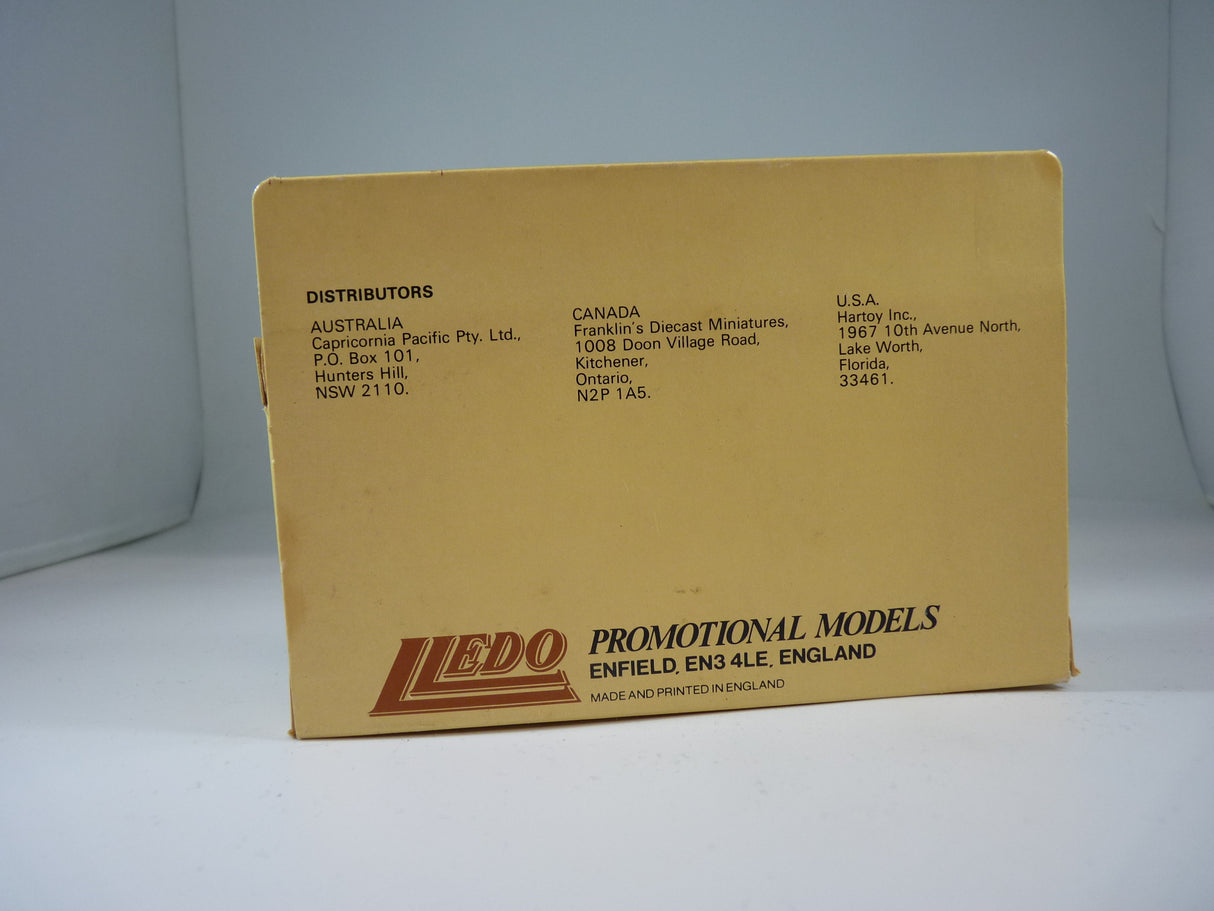 DISTRIBUTORS
AUSTRALIA
Capricornia Pacific Pty. Ltd.,
P.O. Box 101,
Hunters Hill,
NSW 2110.
CANADA
Franklin's Diecast Miniatures,
1008 Doon Village Road,
Kitchener,
Ontario,
N2P 1A5.
U.S.A.
Hartoy Inc.,
1967 10th Avenue North,
Lake Worth,
Florida,
33461.
LLEDO
PROMOTIONAL MODELS
ENFIELD, EN3 4LE, ENGLAND
MADE AND PRINTED IN ENGLAND